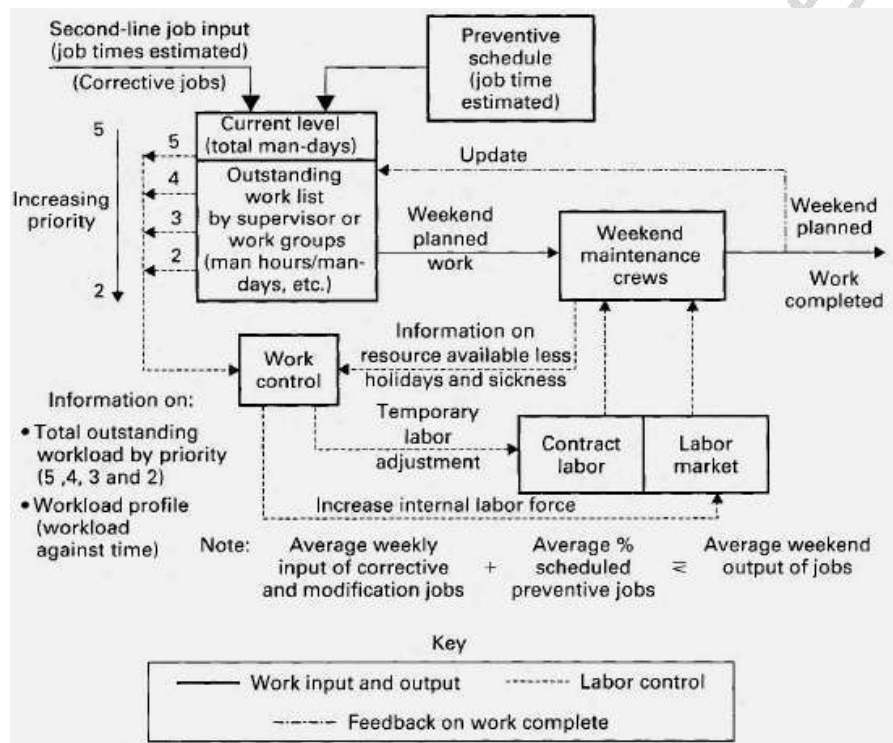 Second-line job input
(job times estimated)
(Corrective jobs)
Preventive
schedule
(job time
estimated)
5
Increasing
priority
2
5
4
3
2
Current level
(total man-days)
Outstanding
work list
by supervisor or
work groups
(man hours/man-
days, etc.)
Update
Weekend
planned
work
Weekend
maintenance
crews
Weekend
planned
Work
completed
Information on
resource available less
holidays and sickness
Work
control
Temporary
labor
adjustment
Contract
labor
Labor
market
Increase internal labor force
Information on:
• Total outstanding
workload by priority
(5 ,4, 3 and 2)
• Workload profile
(workload
against time)
Note: Average weekly + Average % ⋜ Average weekend
input of corrective scheduled output of jobs
and modification jobs preventive jobs
Key
Work input and output
Labor control
Feedback on work complete